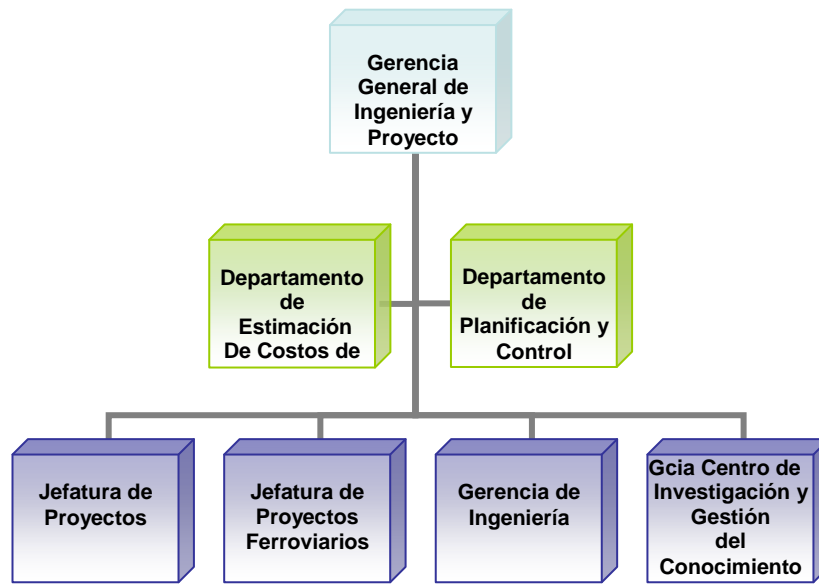 Gerencia
General de
Ingeniería y
Proyecto
Departamento
de
Estimación
De Costos de
Departamento
de
Planificación y
Control
Jefatura de
Proyectos
Jefatura de
Proyectos
Ferroviarios
Gerencia de
Ingeniería
Gcia Centro de
Investigación y
Gestión
del
Conocimiento